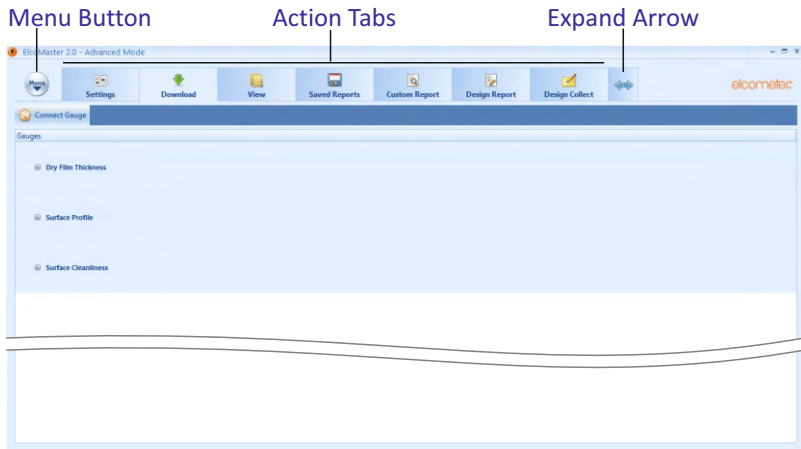 Menu Button Action Tabs Expand Arrow
ElcoMaster 2.0 - Advanced Mode
Menu
Settings Download View Saved Reports Custom Report Design Report Design Collect
elcometer
Connect Gauge
Gauges
Dry Film Thickness
Surface Profile
Surface Cleanliness